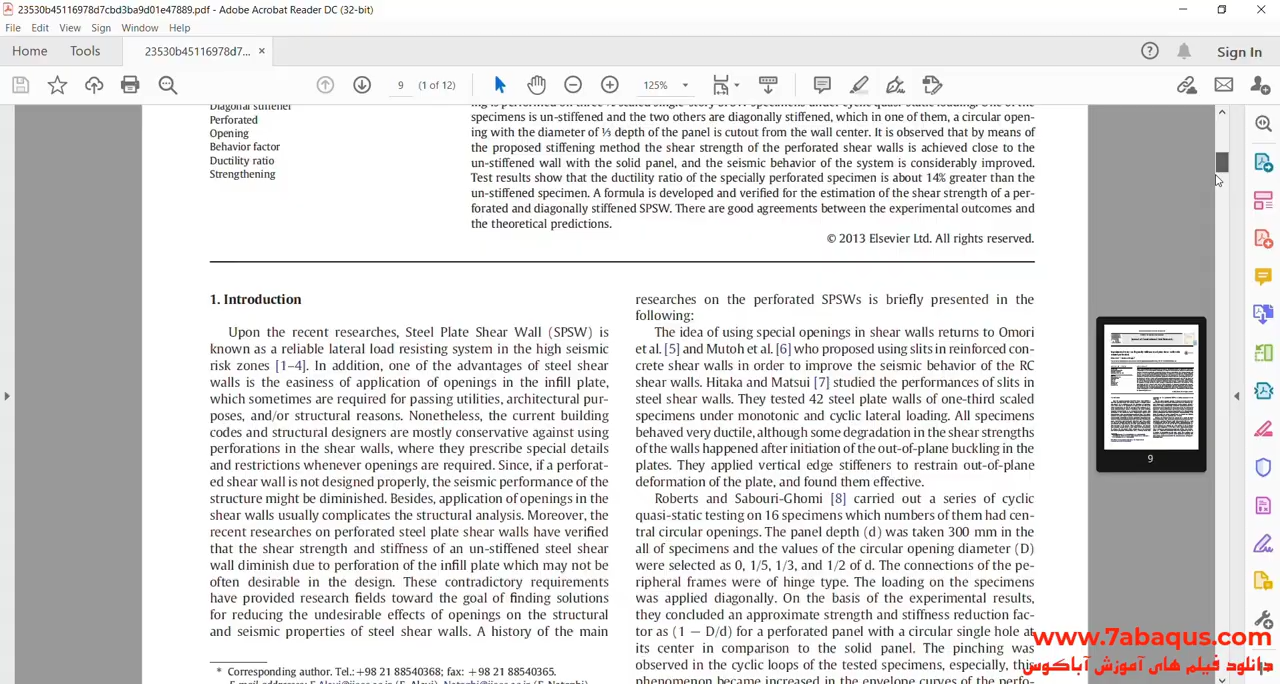 23530b45116978d7cbd3ba9d01e47889.pdf - Adobe Acrobat Reader DC (32-bit)
File Edit View Sign Window Help
Home Tools 23530b45116978d7... × Sign In
9 (1 of 12) 125%
Diagonal stiffener
Perforated
Opening
Behavior factor
Ductility ratio
Strengthening
specimens is un-stiffened and the two others are diagonally stiffened, which in one of them, a circular open-
ing with the diameter of ⅓ depth of the panel is cutout from the wall center. It is observed that by means of
the proposed stiffening method the shear strength of the perforated shear walls is achieved close to the
un-stiffened wall with the solid panel, and the seismic behavior of the system is considerably improved.
Test results show that the ductility ratio of the specially perforated specimen is about 14% greater than the
un-stiffened specimen. A formula is developed and verified for the estimation of the shear strength of a per-
forated and diagonally stiffened SPSW. There are good agreements between the experimental outcomes and
the theoretical predictions.
© 2013 Elsevier Ltd. All rights reserved.
1. Introduction
Upon the recent researches, Steel Plate Shear Wall (SPSW) is
known as a reliable lateral load resisting system in the high seismic
risk zones [1–4]. In addition, one of the advantages of steel shear
walls is the easiness of application of openings in the infill plate,
which sometimes are required for passing utilities, architectural pur-
poses, and/or structural reasons. Nonetheless, the current building
codes and structural designers are more conservative against using
perforations in the shear walls, where they prescribe special details
and restrictions whenever openings are required. Since, if a perforat-
ed shear wall is not designed properly, the seismic performance of the
structure might be diminished. Besides, application of openings in the
shear walls usually complicates the structural analysis. Moreover, the
recent researches on perforated steel plate shear walls have verified
that the shear strength and stiffness of an un-stiffened steel shear
wall diminish due to perforation of the infill plate which may not be
often desirable in the design. These contradictory requirements
have provided research fields toward the goal of finding solutions
for reducing the undesirable effects of openings on the structural
and seismic properties of steel shear walls. A history of the main
* Corresponding author. Tel.: +98 21 88540368; fax: +98 21 88540365.
researches on the perforated SPSWs is briefly presented in the
following:
The idea of using special openings in shear walls returns to Omori
et al. [5] and Mutoh et al. [6] who proposed using slits in reinforced con-
crete shear walls in order to improve the seismic behavior of the RC
shear walls. Hitaka and Matsui [7] studied the performances of slits in
steel shear walls. They tested 42 steel plate walls of one-third scaled
specimens under monotonic and cyclic lateral loading. All specimens
behaved very ductile, although some degradation in the shear strengths
of the walls happened after initiation of the out-of-plane buckling in the
plates. They applied vertical edge stiffeners to restrain out-of-plane
deformation of the plate, and found them effective.
Roberts and Sabouri-Ghomi [8] carried out a series of cyclic
quasi-static testing on 16 specimens which numbers of them had cen-
tral circular openings. The panel depth (d) was taken 300 mm in the
all of specimens and the values of the circular opening diameter (D)
were selected as 0, 1/5, 1/3, and 1/2 of d. The connections of the pe-
ripheral frames were of hinge type. The loading on the specimens
was applied diagonally. On the basis of the experimental results,
they concluded an approximate strength and stiffness reduction fac-
tor as (1 − D/d) for a perforated panel with a circular single hole at
its center in comparison to the solid panel. The pinching was
observed in the cyclic loops of the tested specimens, especially, this
phenomenon became increased in the envelope curves of the perfo-
9
www.7abaqus.com
دانلود فیلم های آموزش آباکوس